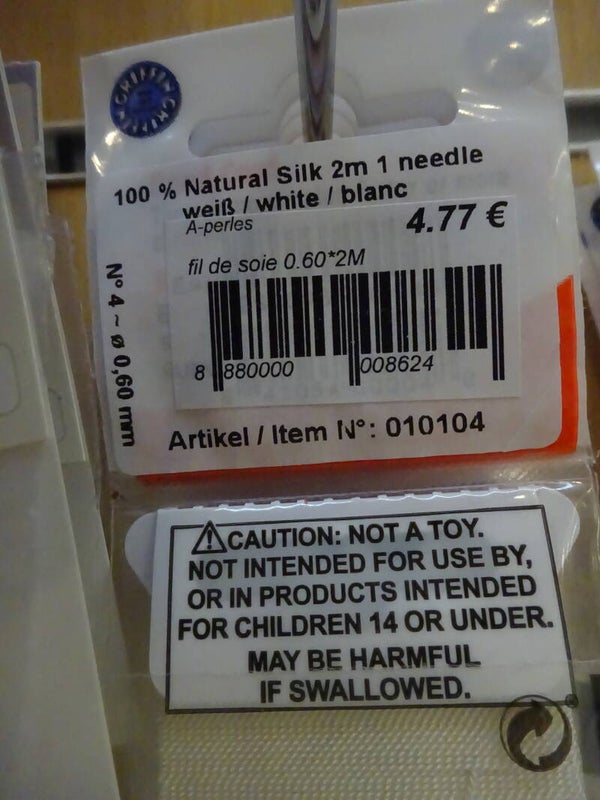 GRIFFIN GRIFFIN
100 % Natural Silk 2m 1 needle
weiß / white / blanc
A-perles
4.77 €
fil de soie 0.60*2M
8 880000 008624
N° 4 ~ ø 0,60 mm
Artikel / Item N°: 010104
CAUTION: NOT A TOY.
NOT INTENDED FOR USE BY,
OR IN PRODUCTS INTENDED
FOR CHILDREN 14 OR UNDER.
MAY BE HARMFUL
IF SWALLOWED.